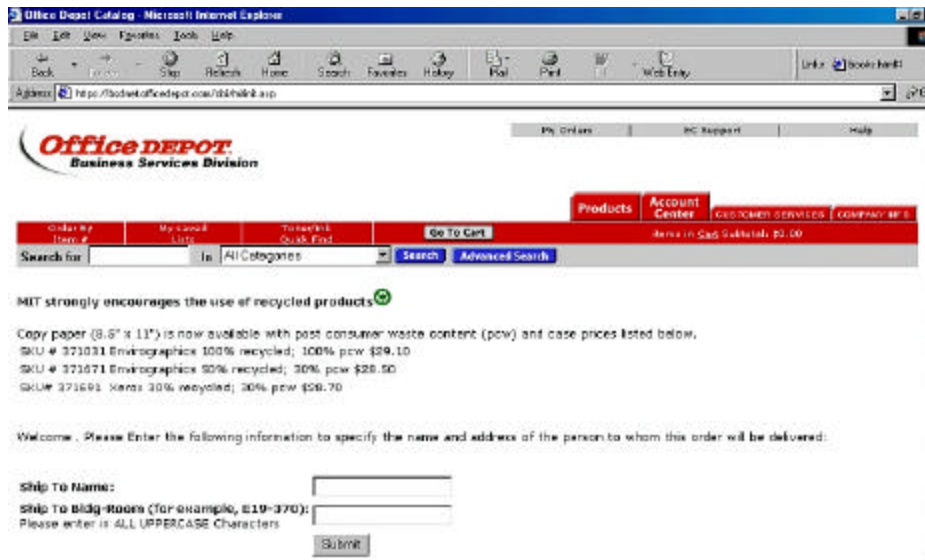 Office Depot Catalog - Microsoft Internet Explorer
File Edit View Favorites Tools Help
Back Stop Refresh Home Search Favorites History Mail Print Web Entry Links
Address
Office DEPOT.
Business Services Division
My Orders | BC Support | Help
Products Account Center CUSTOMER SERVICES COMPANY INFO
Order By Item # My Saved Lists Toner/Ink Quick Find Go To Cart items in Cart Subtotal: $0.00
Search for In All Categories Search Advanced Search
MIT strongly encourages the use of recycled products
Copy paper (8.5" x 11") is now available with post consumer waste content (pcw) and case prices listed below.
SKU # 371031 Envirographics 100% recycled; 100% pcw $29.10
SKU # 371671 Envirographics 50% recycled; 30% pcw $28.50
SKU# 371691 Xerox 30% recycled; 30% pcw $28.70
Welcome . Please Enter the following information to specify the name and address of the person to whom this order will be delivered:
Ship To Name:
Ship To Bldg-Room (for example, E19-370):
Please enter is ALL UPPERCASE Characters
Submit